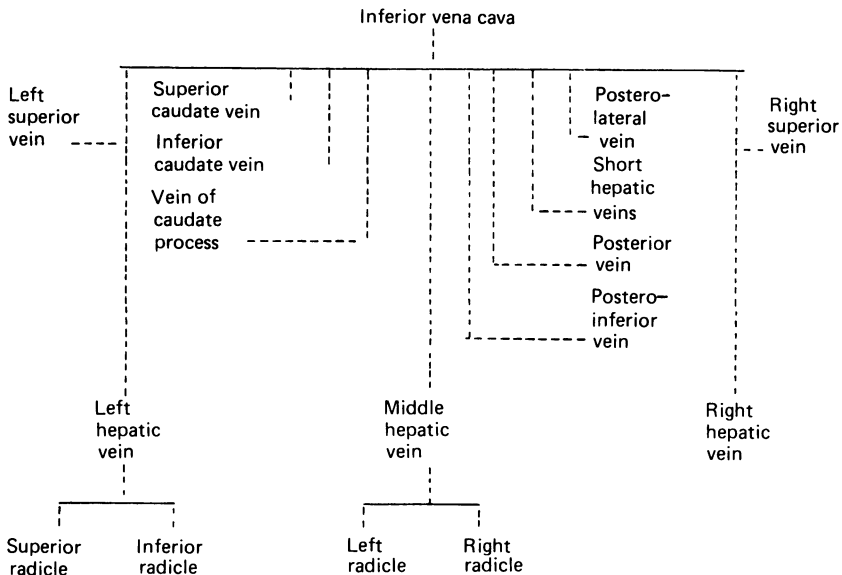 Inferior vena cava
Left
superior
vein
Superior
caudate vein
Inferior
caudate vein
Vein of
caudate
process
Postero-
lateral
vein
Short
hepatic
veins
Posterior
vein
Postero-
inferior
vein
Right
superior
vein
Left
hepatic
vein
Middle
hepatic
vein
Right
hepatic
vein
Superior
radicle
Inferior
radicle
Left
radicle
Right
radicle